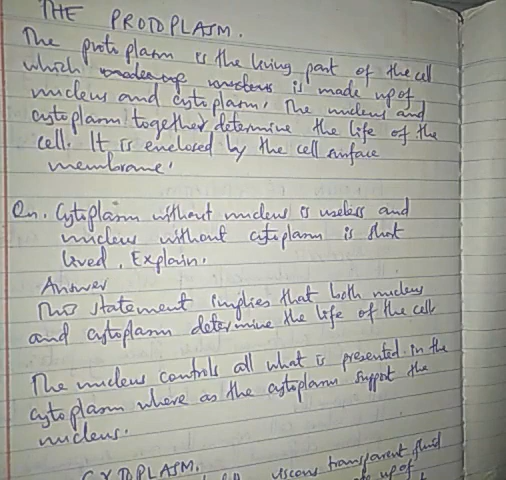 THE PROTOPLASM.
The protoplasm is the living part of the cell
which is made up of
nucleus and cytoplasm. The nucleus and
cytoplasm together determine the life of the
cell. It is enclosed by the cell surface
membrane.
Qn. Cytoplasm without nucleus is useless and
nucleus without cytoplasm is short
lived. Explain.
Answer
This statement implies that both nucleus
and cytoplasm determine the life of the cell
The nucleus controls all what is presented in the
cytoplasm where as the cytoplasm support the
nucleus.
CYTOPLASM.
viscous transparent fluid
up of